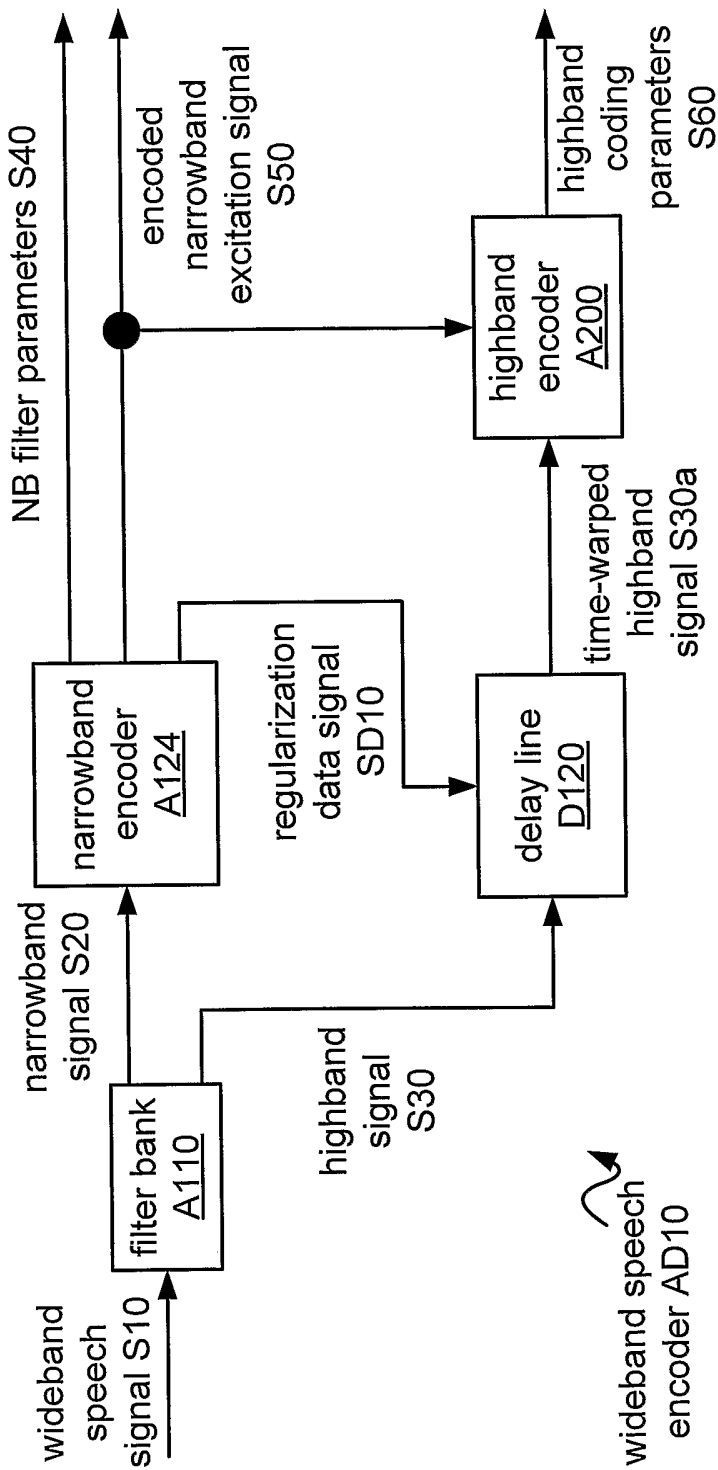 wideband
speech
signal S10
filter bank
A110
narrowband
signal S20
highband
signal
S30
narrowband
encoder
A124
regularization
data signal
SD10
delay line
D120
time-warped
highband
signal S30a
highband
encoder
A200
NB filter parameters S40
encoded
narrowband
excitation signal
S50
highband
coding
parameters
S60
wideband speech
encoder AD10